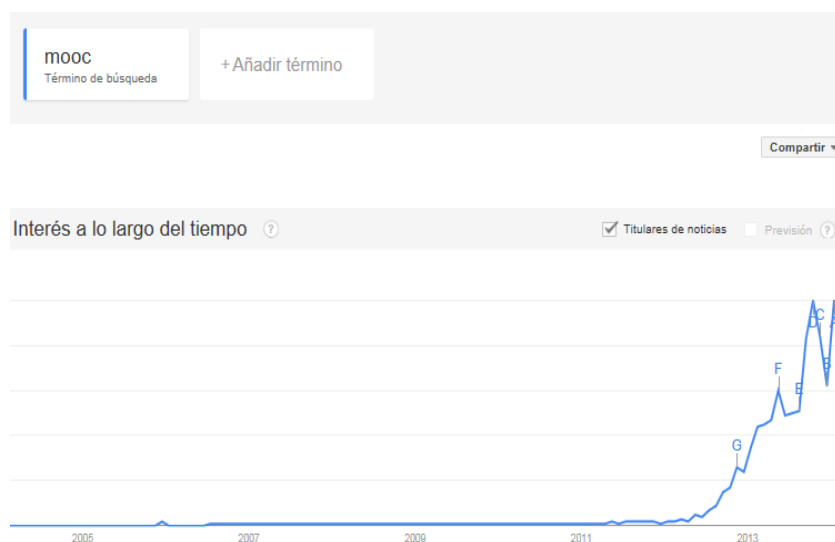 mooc
Término de búsqueda
+Añadir término
Compartir
Interés a lo largo del tiempo ?
Titulares de noticias Previsión ?
D C
F
B
E
G
2005 2007 2009 2011 2013